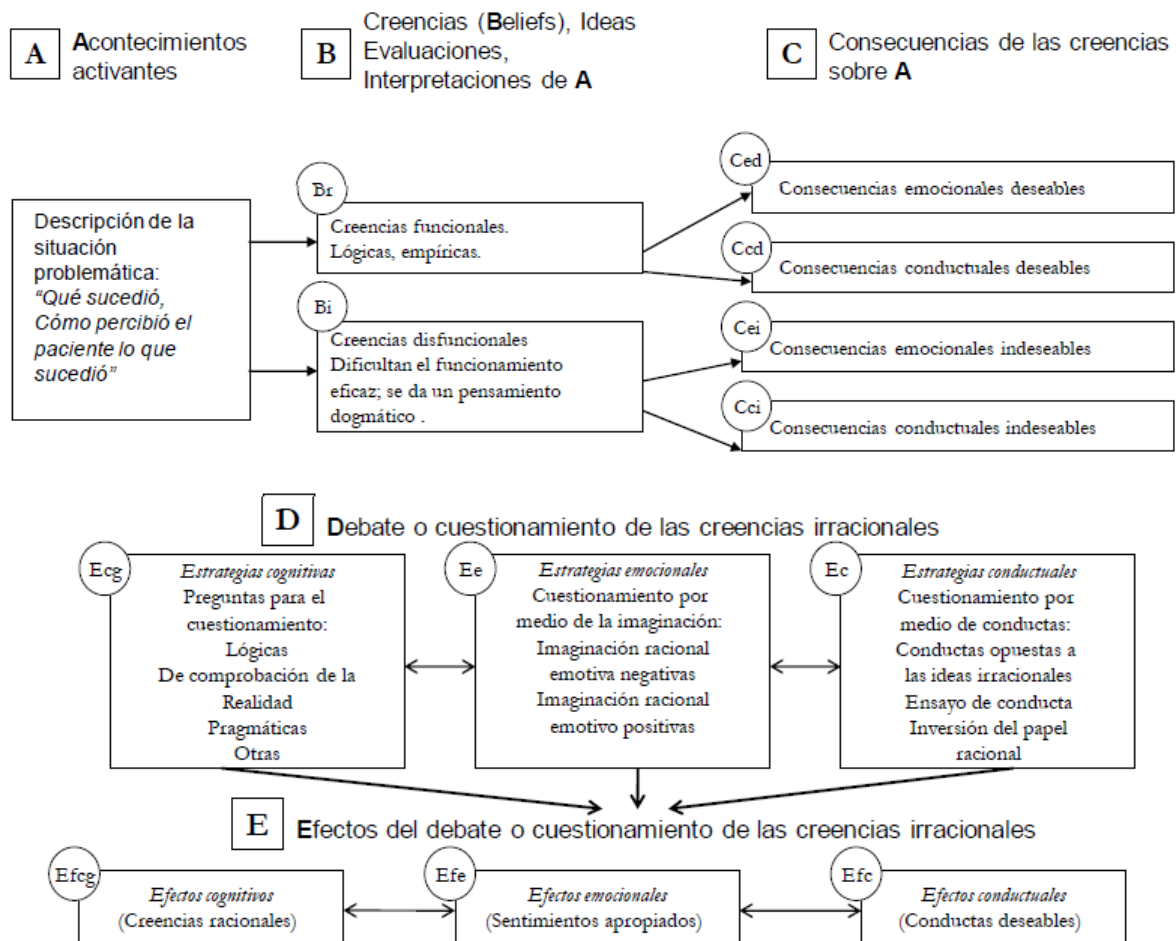 A
Acontecimientos
activantes
B
Creencias (Beliefs), Ideas
Evaluaciones,
Interpretaciones de A
C
Consecuencias de las creencias
sobre A
Descripción de la
situación
problemática:
“Qué sucedió,
Cómo percibió el
paciente lo que
sucedió”
Br
Creencias funcionales.
Lógicas, empíricas.
Bi
Creencias disfuncionales
Dificultan el funcionamiento
eficaz; se da un pensamiento
dogmático .
Ced
Consecuencias emocionales deseables
Ccd
Consecuencias conductuales deseables
Cei
Consecuencias emocionales indeseables
Cci
Consecuencias conductuales indeseables
D
Debate o cuestionamiento de las creencias irracionales
Ecg
Estrategias cognitivas
Preguntas para el
cuestionamiento:
Lógicas
De comprobación de la
Realidad
Pragmáticas
Otras
Ee
Estrategias emocionales
Cuestionamiento por
medio de la imaginación:
Imaginación racional
emotiva negativas
Imaginación racional
emotivo positivas
Ec
Estrategias conductuales
Cuestionamiento por
medio de conductas:
Conductas opuestas a
las ideas irracionales
Ensayo de conducta
Inversión del papel
racional
E
Efectos del debate o cuestionamiento de las creencias irracionales
Efcg
Efectos cognitivos
(Creencias racionales)
Efe
Efectos emocionales
(Sentimientos apropiados)
Efc
Efectos conductuales
(Conductas deseables)